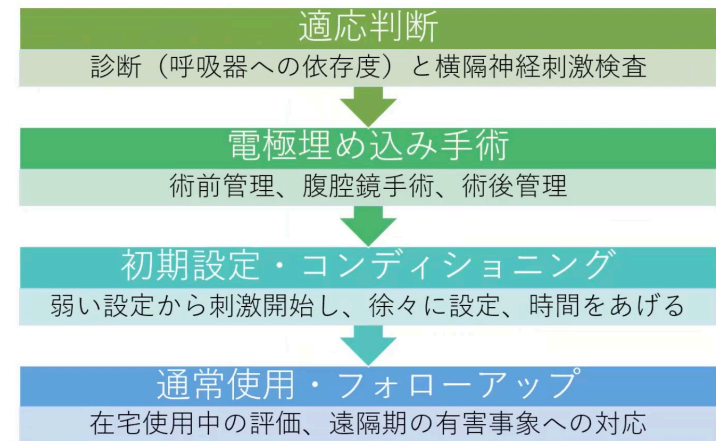 適応判断
診断（呼吸器への依存度）と横隔神経刺激検査
電極埋め込み手術
術前管理、腹腔鏡手術、術後管理
初期設定・コンディショニング
弱い設定から刺激開始し、徐々に設定、時間をあげる
通常使用・フォローアップ
在宅使用中の評価、遠隔期の有害事象への対応